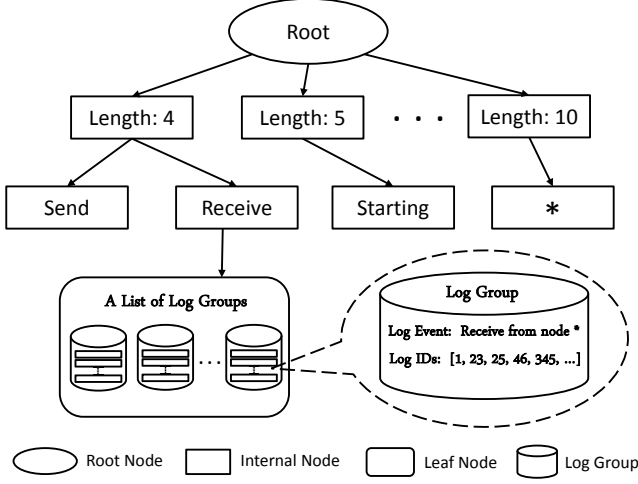 Root
Length: 4
Length: 5
. . .
Length: 10
Send
Receive
Starting
*
A List of Log Groups
...
Log Group
Log Event: Receive from node *
Log IDs: [1, 23, 25, 46, 345, ...]
Root Node
Internal Node
Leaf Node
Log Group